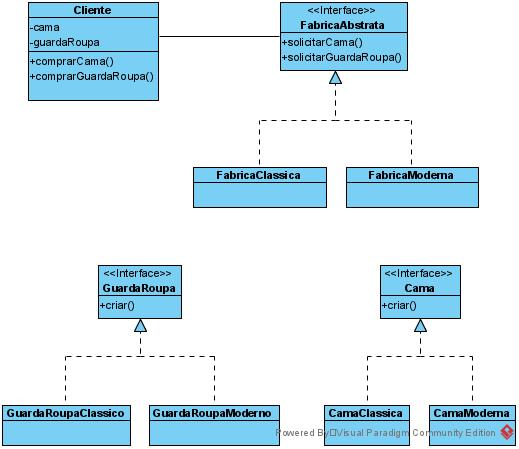 Cliente
-cama
-guardaRoupa
+comprarCama()
+comprarGuardaRoupa()
<<Interface>>
FabricaAbstrata
+solicitarCama()
+solicitarGuardaRoupa()
FabricaClassica
FabricaModerna
<<Interface>>
GuardaRoupa
+criar()
<<Interface>>
Cama
+criar()
GuardaRoupaClassico
GuardaRoupaModerno
CamaClassica
CamaModerna
Powered By Visual Paradigm Community Edition